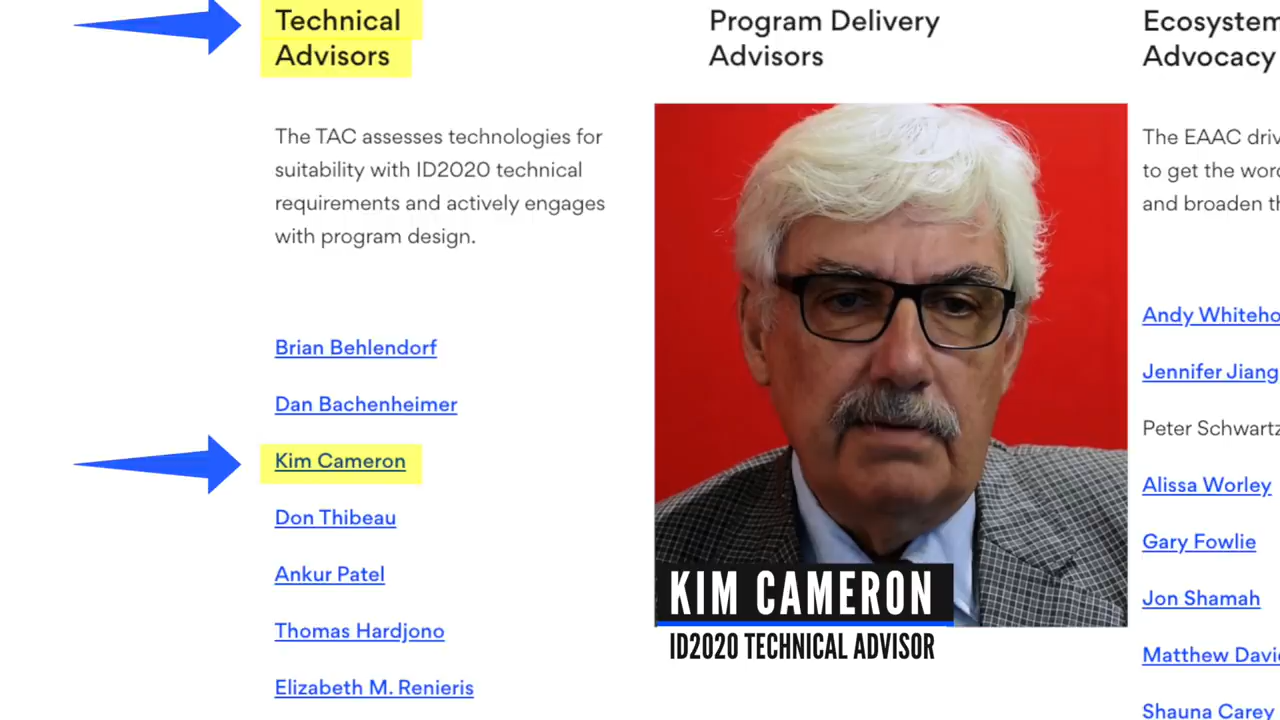 Technical
Advisors
The TAC assesses technologies for
suitability with ID2020 technical
requirements and actively engages
with program design.
Brian Behlendorf
Dan Bachenheimer
Kim Cameron
Don Thibeau
Ankur Patel
Thomas Hardjono
Elizabeth M. Renieris
Program Delivery
Advisors
KIM CAMERON
ID2020 TECHNICAL ADVISOR
Ecosystem
Advocacy
The EAAC
to get the
and broaden
Andy
Jennifer Jiang
Peter Schwartz
Alissa Worley
Gary Fowlie
Jon Shamah
Matthew
Shauna Carey